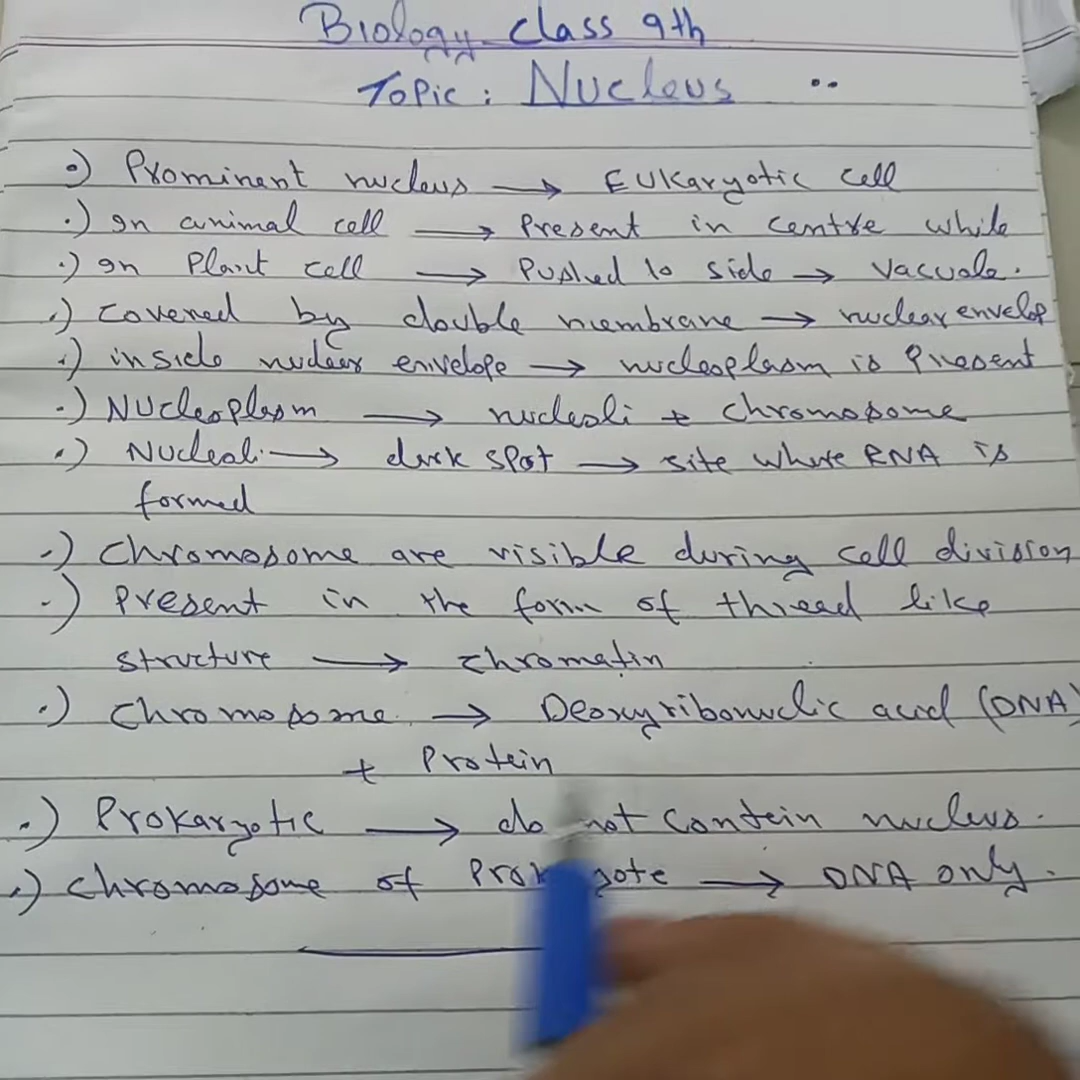 Biology class 9th
Topic: Nucleus
•) Prominent nucleus → Eukaryotic cell
•) In animal cell → Present in centre while
•) In Plant cell → Pushed to side → Vacuole.
•) Covered by double membrane → nuclear envelop
•) inside nuclear envelope → nucleoplasm is Present
•) Nucleoplasm → nucleoli + chromosome
•) Nucleoli → dark spot → site where RNA is
formed
•) Chromosome are visible during cell division
•) Present in the form of thread like
structure → chromatin
•) Chromosome → Deoxyribonuclic acid (DNA)
+ Protein
•) Prokaryotic → do not contain nucleus.
•) Chromosome of → DNA only.